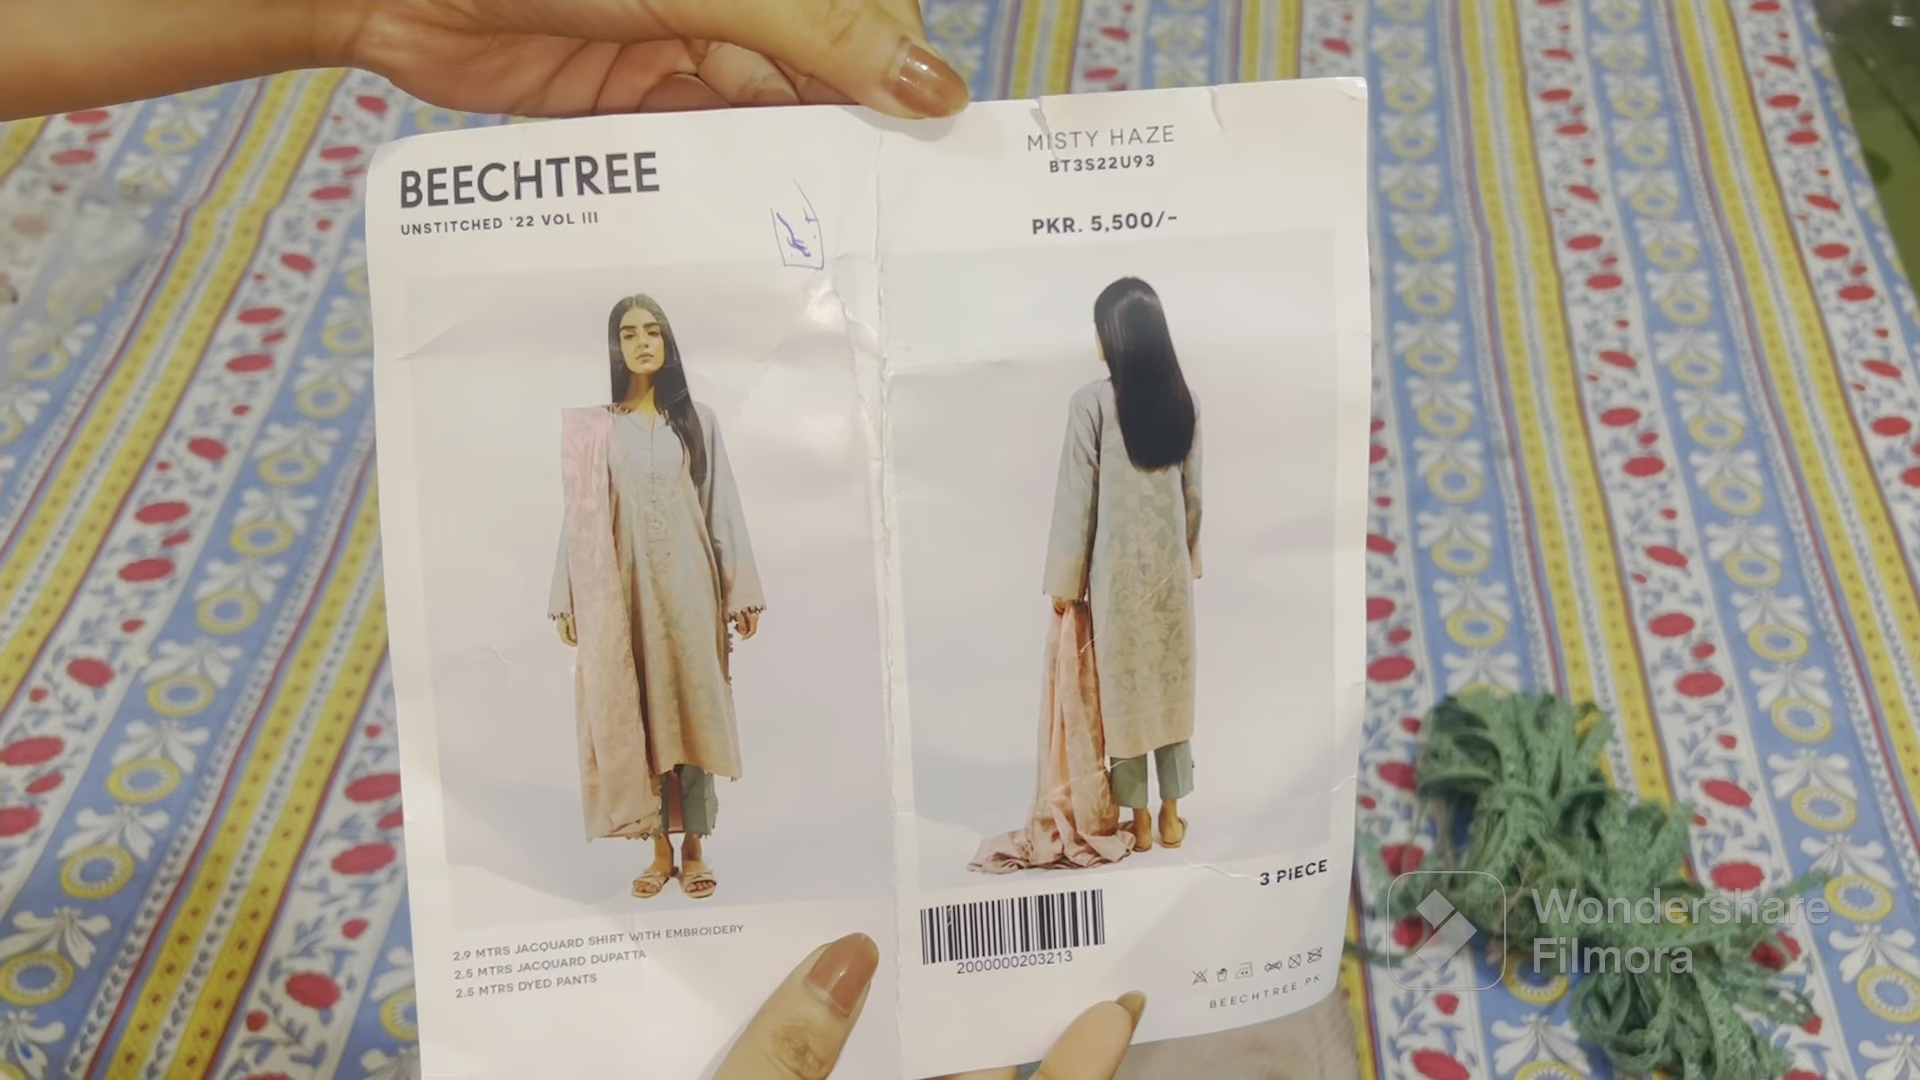 BEECHTREE
UNSTITCHED '22 VOL III
MISTY HAZE
BT3S22U93
PKR. 5,500/-
2.9 MTRS JACQUARD SHIRT WITH EMBROIDERY
2.5 MTRS JACQUARD DUPATTA
2.5 MTRS DYED PANTS
3 PIECE
2000000203213
BEECHTREE.PK
Wondershare
Filmora